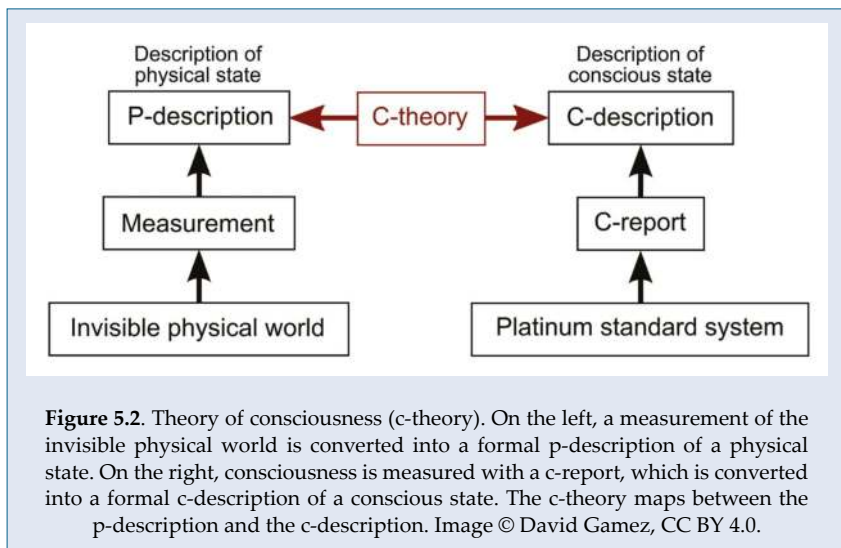 Description of
physical state
Description of
conscious state
P-description
C-theory
C-description
Measurement
C-report
Invisible physical world
Platinum standard system
Figure 5.2. Theory of consciousness (c-theory). On the left, a measurement of the
invisible physical world is converted into a formal p-description of a physical
state. On the right, consciousness is measured with a c-report, which is converted
into a formal c-description of a conscious state. The c-theory maps between the
p-description and the c-description. Image © David Gamez, CC BY 4.0.